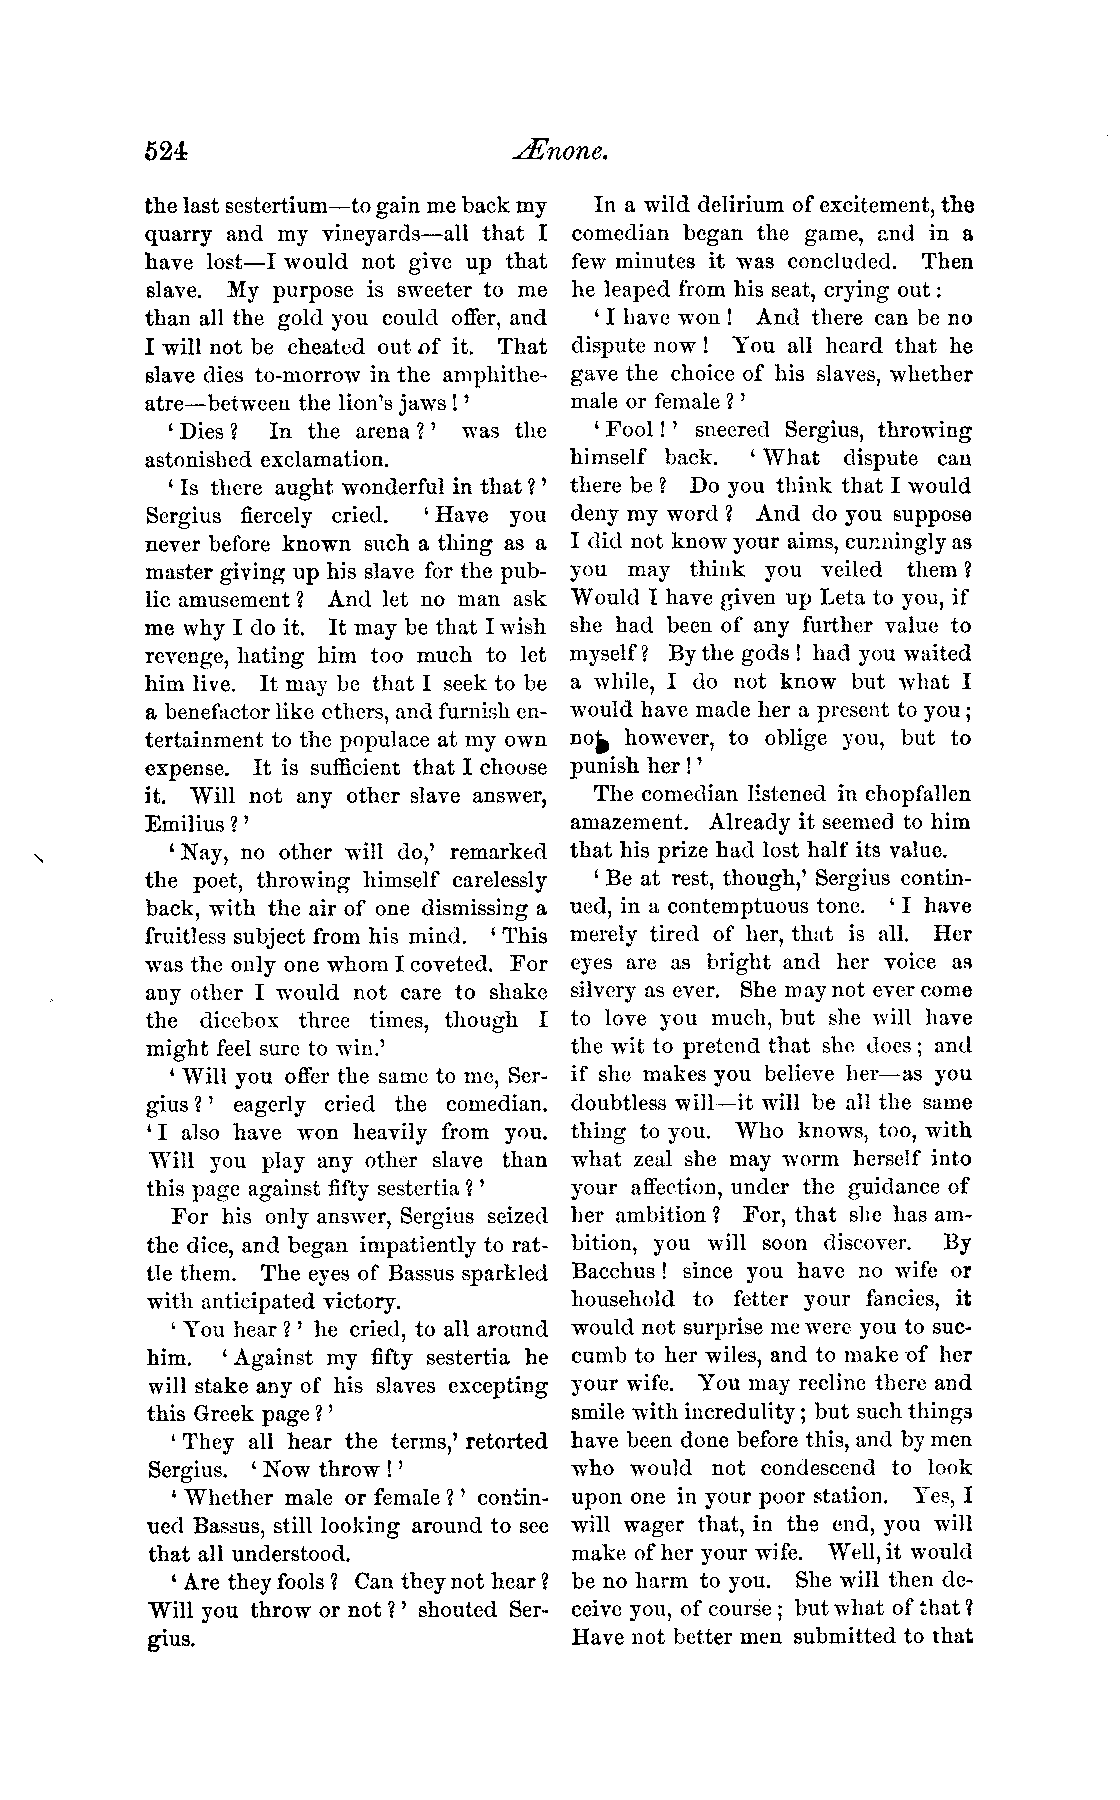 524
Ænone.
the last sestertium—to gain me back my
quarry and my vineyards—all that I
have lost—I would not give up that
slave. My purpose is sweeter to me
than all the gold you could offer, and
I will not be cheated out of it. That
slave dies to-morrow in the amphithe-
atre—between the lion's jaws!'
'Dies? In the arena?' was the
astonished exclamation.
'Is there aught wonderful in that?'
Sergius fiercely cried. 'Have you
never before known such a thing as a
master giving up his slave for the pub-
lic amusement? And let no man ask
me why I do it. It may be that I wish
revenge, hating him too much to let
him live. It may be that I seek to be
a benefactor like others, and furnish en-
tertainment to the populace at my own
expense. It is sufficient that I choose
it. Will not any other slave answer,
Emilius?'
'Nay, no other will do,' remarked
the poet, throwing himself carelessly
back, with the air of one dismissing a
fruitless subject from his mind. 'This
was the only one whom I coveted. For
any other I would not care to shake
the dicebox three times, though I
might feel sure to win.'
'Will you offer the same to me, Ser-
gius?' eagerly cried the comedian.
'I also have won heavily from you.
Will you play any other slave than
this page against fifty sestertia?'
For his only answer, Sergius seized
the dice, and began impatiently to rat-
tle them. The eyes of Bassus sparkled
with anticipated victory.
'You hear?' he cried, to all around
him. 'Against my fifty sestertia he
will stake any of his slaves excepting
this Greek page?'
'They all hear the terms,' retorted
Sergius. 'Now throw!'
'Whether male or female?' contin-
ued Bassus, still looking around to see
that all understood.
'Are they fools? Can they not hear?
Will you throw or not?' shouted Ser-
gius.
In a wild delirium of excitement, the
comedian began the game, and in a
few minutes it was concluded. Then
he leaped from his seat, crying out:
'I have won! And there can be no
dispute now! You all heard that he
gave the choice of his slaves, whether
male or female?'
'Fool!' sneered Sergius, throwing
himself back. 'What dispute can
there be? Do you think that I would
deny my word? And do you suppose
I did not know your aims, cunningly as
you may think you veiled them?
Would I have given up Leta to you, if
she had been of any further value to
myself? By the gods! had you waited
a while, I do not know but what I
would have made her a present to you;
not, however, to oblige you, but to
punish her!'
The comedian listened in chopfallen
amazement. Already it seemed to him
that his prize had lost half its value.
'Be at rest, though,' Sergius contin-
ued, in a contemptuous tone. 'I have
merely tired of her, that is all. Her
eyes are as bright and her voice as
silvery as ever. She may not ever come
to love you much, but she will have
the wit to pretend that she does; and
if she makes you believe her—as you
doubtless will—it will be all the same
thing to you. Who knows, too, with
what zeal she may worm herself into
your affection, under the guidance of
her ambition? For, that she has am-
bition, you will soon discover. By
Bacchus! since you have no wife or
household to fetter your fancies, it
would not surprise me were you to suc-
cumb to her wiles, and to make of her
your wife. You may recline there and
smile with incredulity; but such things
have been done before this, and by men
who would not condescend to look
upon one in your poor station. Yes, I
will wager that, in the end, you will
make of her your wife. Well, it would
be no harm to you. She will then de-
ceive you, of course; but what of that?
Have not better men submitted to that